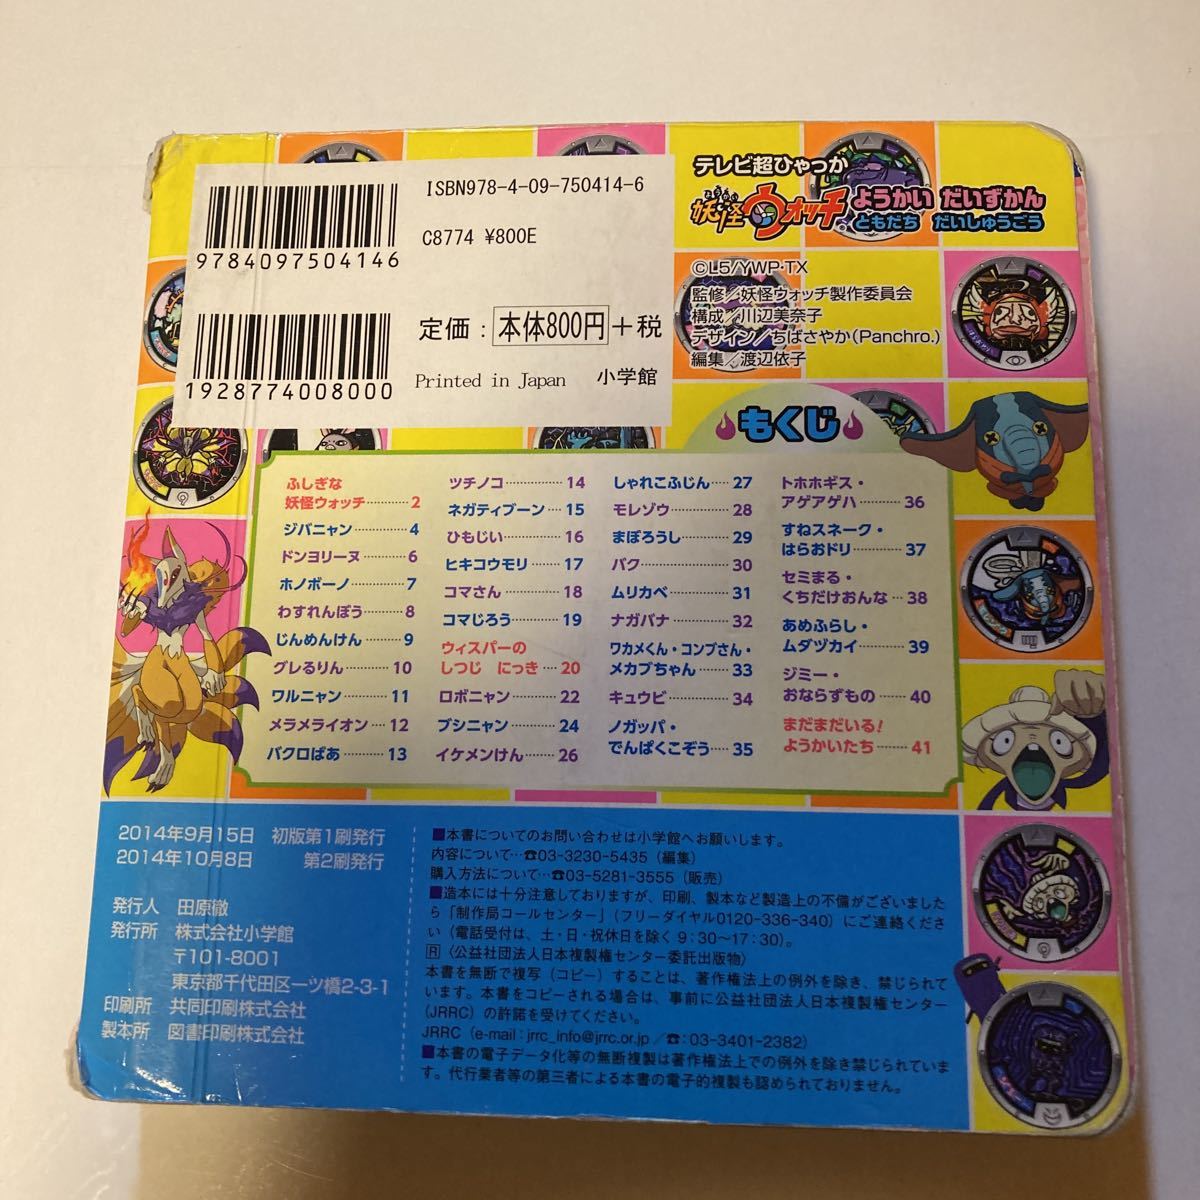 ISBN978-4-09-750414-6
9784097504146
C8774 ¥800E
1928774008000
定価：本体800円＋税
Printed in Japan　小学館
テレビ超ひゃっか
ようかい
妖怪ウォッチ
ようかい だいずかん
ともだち だいしゅうごう
©L5/YWP・TX
監修／妖怪ウォッチ製作委員会
構成／川辺美奈子
デザイン／ちばさやか(Panchro.)
編集／渡辺依子
もくじ
ふしぎな
妖怪ウォッチ………2
ジバニャン…………4
ドンヨリーヌ………6
ホノボーノ…………7
わすれんぼう………8
じんめんけん………9
グレるりん………10
ワルニャン………11
メラメライオン…12
バクロばあ………13
ツチノコ…………14
ネガティブーン…15
ひもじい…………16
ヒキコウモリ……17
コマさん…………18
コマじろう………19
ウィスパーの
しつじ にっき…20
ロボニャン………22
ブシニャン………24
イケメンけん……26
しゃれこふじん…27
モレゾウ…………28
まぼろうし………29
バク………………30
ムリカベ…………31
ナガバナ…………32
ワカメくん・コンブさん・
メカブちゃん……33
キュウビ…………34
ノガッパ・
でんぱくこぞう…35
トホホギス・
アゲアゲハ………36
すねスネーク・
はらおドリ………37
セミまる・
くちだけおんな…38
あめふらし・
ムダヅカイ………39
ジミー・
おならずもの……40
まだまだいる！
ようかいたち……41
2014年9月15日　初版第1刷発行
2014年10月8日　第2刷発行
発行人　田原徹
発行所　株式会社小学館
〒101-8001
東京都千代田区一ツ橋2-3-1
印刷所　共同印刷株式会社
製本所　図書印刷株式会社
■本書についてのお問い合わせは小学館へお願いします。
内容について…☎03-3230-5435（編集）
購入方法について…☎03-5281-3555（販売）
■造本には十分注意しておりますが、印刷、製本など製造上の不備がございました
ら「制作局コールセンター」（フリーダイヤル0120-336-340）にご連絡ください
（電話受付は、土・日・祝休日を除く 9：30〜17：30）。
R〈公益社団法人日本複製権センター委託出版物〉
本書を無断で複写（コピー）することは、著作権法上の例外を除き、禁じられて
います。本書をコピーされる場合は、事前に公益社団法人日本複製権センター
（JRRC）の許諾を受けてください。
JRRC（e-mail：jrrc_info@jrrc.or.jp／☎：03-3401-2382）
■本書の電子データ化等の無断複製は著作権法上での例外を除き禁じられていま
す。代行業者等の第三者による本書の電子的複製も認められておりません。